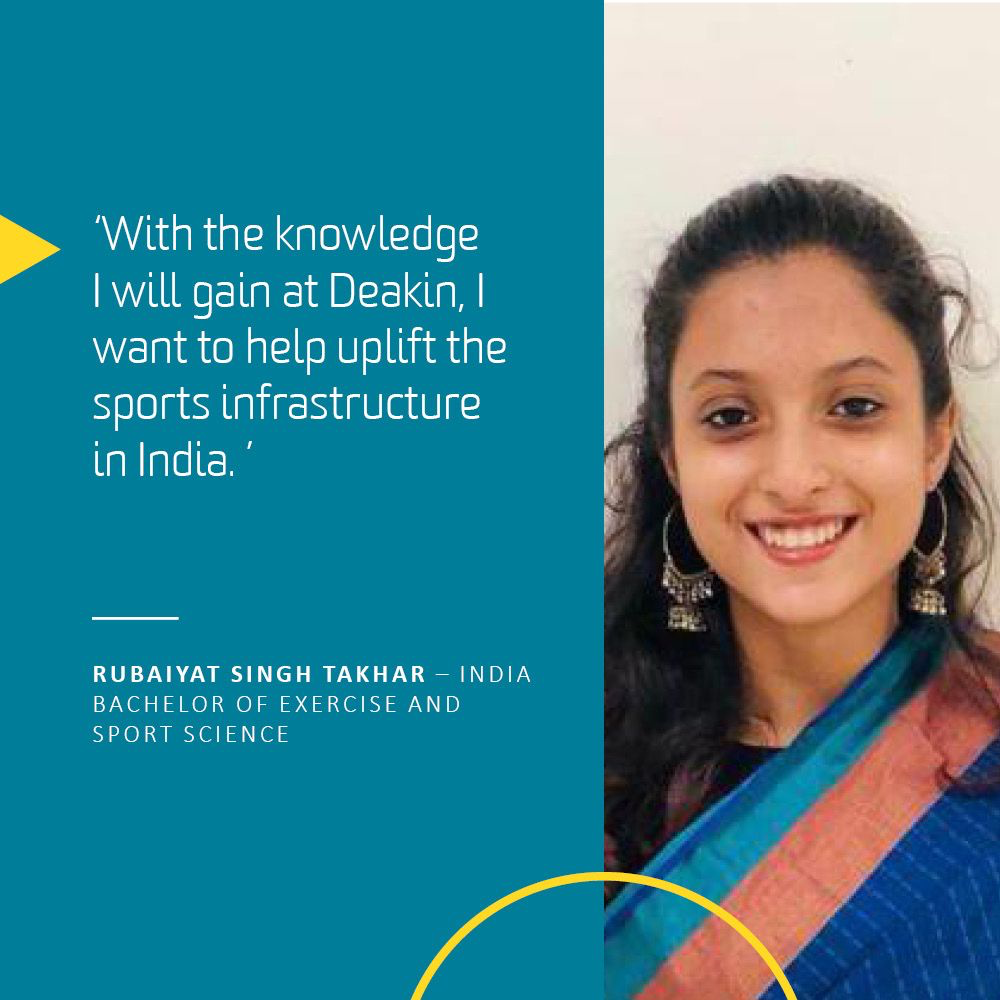 ‘With the knowledge
I will gain at Deakin, I
want to help uplift the
sports infrastructure
in India. ’
RUBAIYAT SINGH TAKHAR – INDIA
BACHELOR OF EXERCISE AND
SPORT SCIENCE